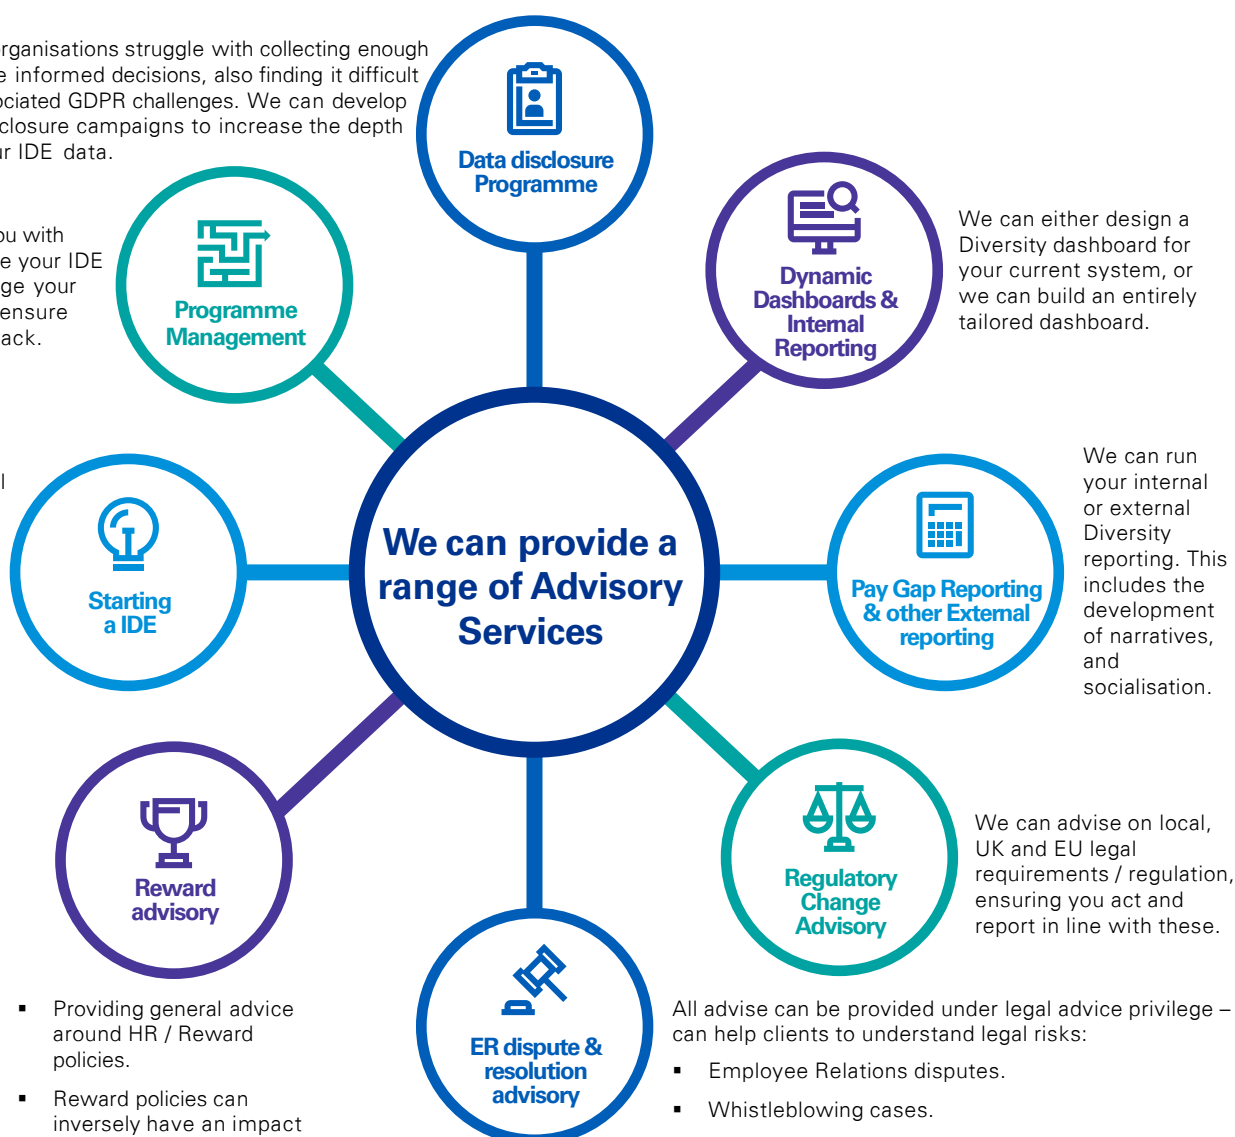 organisations struggle with collecting enough
e informed decisions, also finding it difficult
ociated GDPR challenges. We can develop
closure campaigns to increase the depth
ur IDE data.
Data disclosure
Programme
ou with
e your IDE
ge your
ensure
ack.
Programme
Management
Dynamic
Dashboards &
Internal
Reporting
We can either design a
Diversity dashboard for
your current system, or
we can build an entirely
tailored dashboard.
l
Starting
a IDE
We can provide a
range of Advisory
Services
Pay Gap Reporting
& other External
reporting
We can run
your internal
or external
Diversity
reporting. This
includes the
development
of narratives,
and
socialisation.
Reward
advisory
Regulatory
Change
Advisory
We can advise on local,
UK and EU legal
requirements / regulation,
ensuring you act and
report in line with these.
▪ Providing general advice
around HR / Reward
policies.
▪ Reward policies can
inversely have an impact
ER dispute &
resolution
advisory
All advise can be provided under legal advice privilege –
can help clients to understand legal risks:
▪ Employee Relations disputes.
▪ Whistleblowing cases.